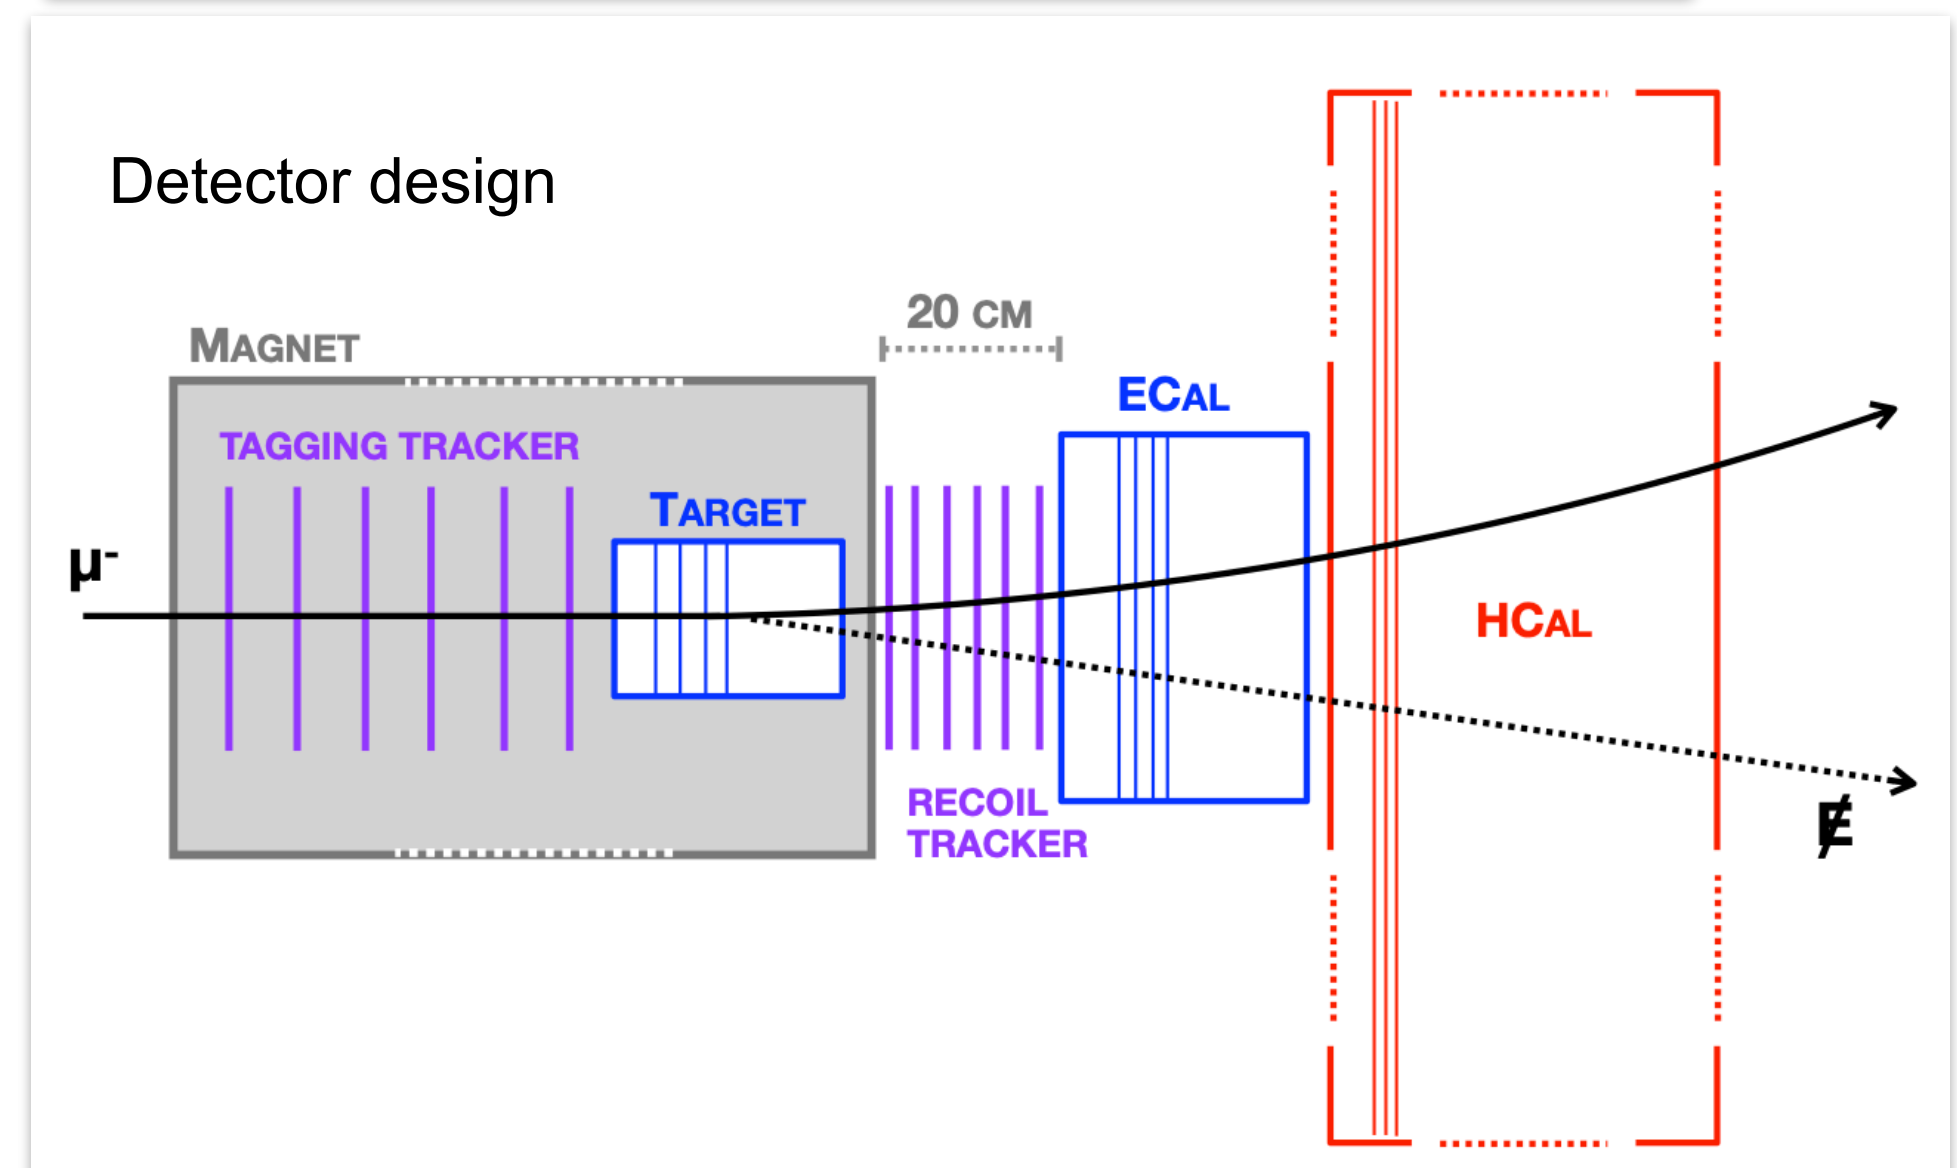 Detector design
20 CM
MAGNET
ECAL
TAGGING TRACKER
TARGET
μ-
HCAL
RECOIL
TRACKER
E̸